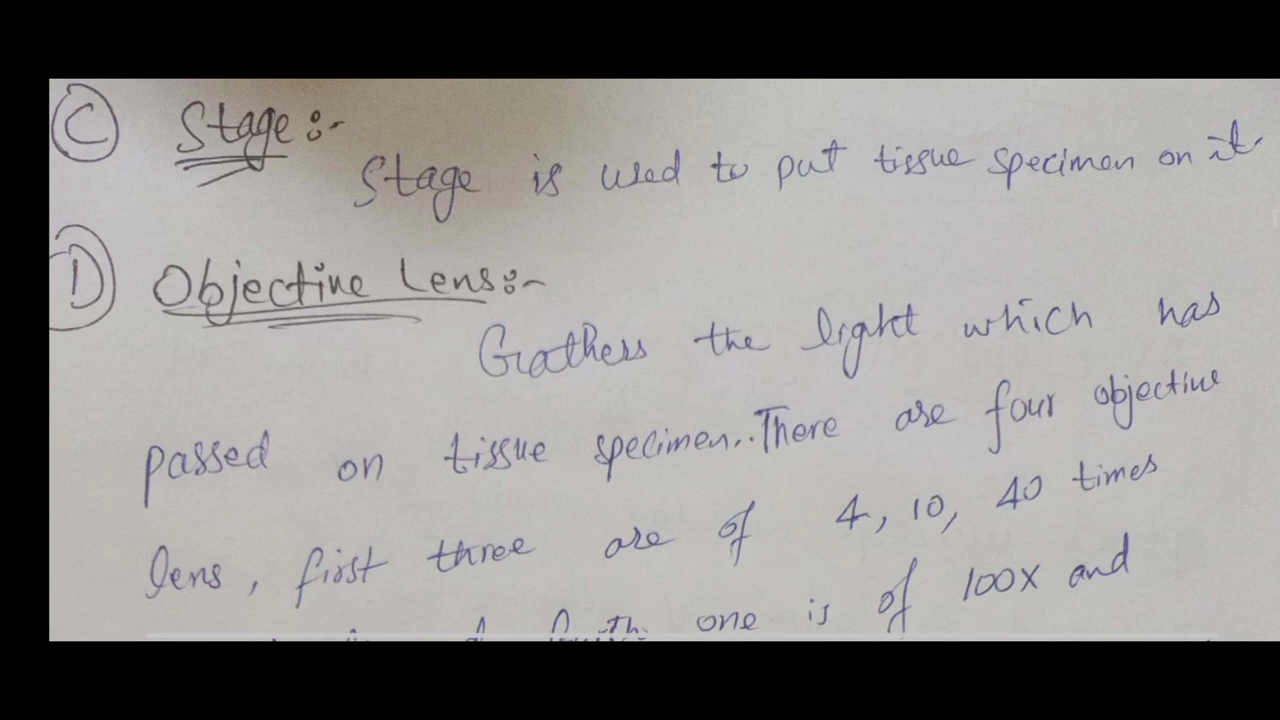 C Stage:-
Stage is used to put tissue specimen on it
D Objective Lens:-
Gathers the light which has
passed on tissue specimen..There are four objective
lens, first three are of 4, 10, 40 times
one is of 100x and